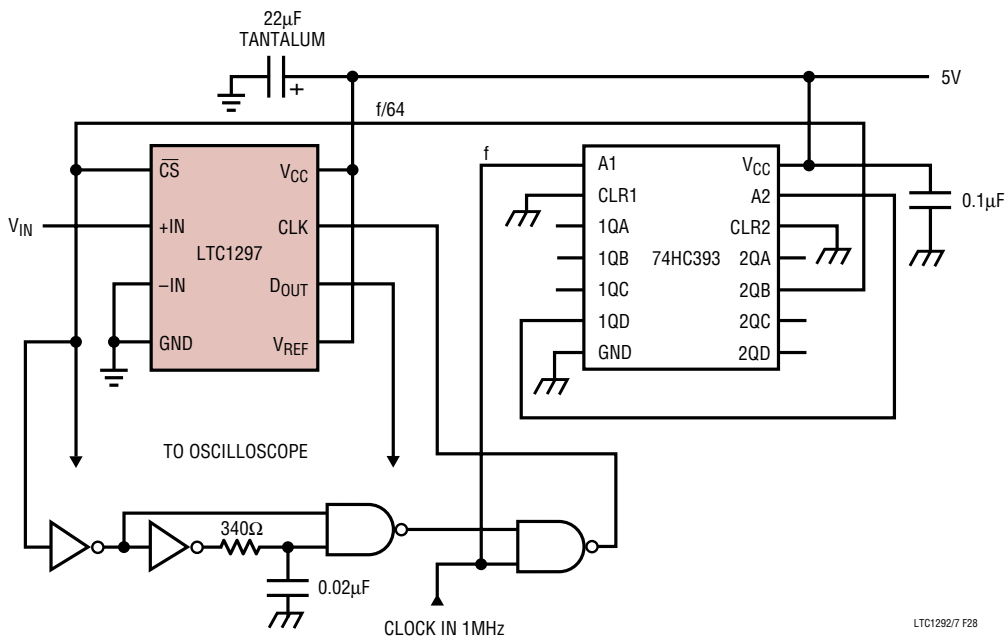 22µF
TANTALUM
+
5V
f/64
f
CS
+IN
–IN
GND
LTC1297
VCC
CLK
DOUT
VREF
VIN
A1
CLR1
1QA
1QB
1QC
1QD
GND
74HC393
VCC
A2
CLR2
2QA
2QB
2QC
2QD
0.1µF
TO OSCILLOSCOPE
340Ω
0.02µF
CLOCK IN 1MHz
LTC1292/7 F28